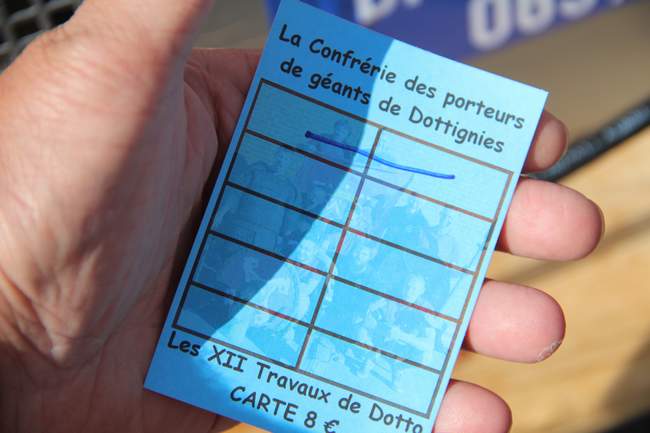 La Confrérie des porteurs
de géants de Dottignies
Les XII Travaux de Dotto
CARTE 8 €